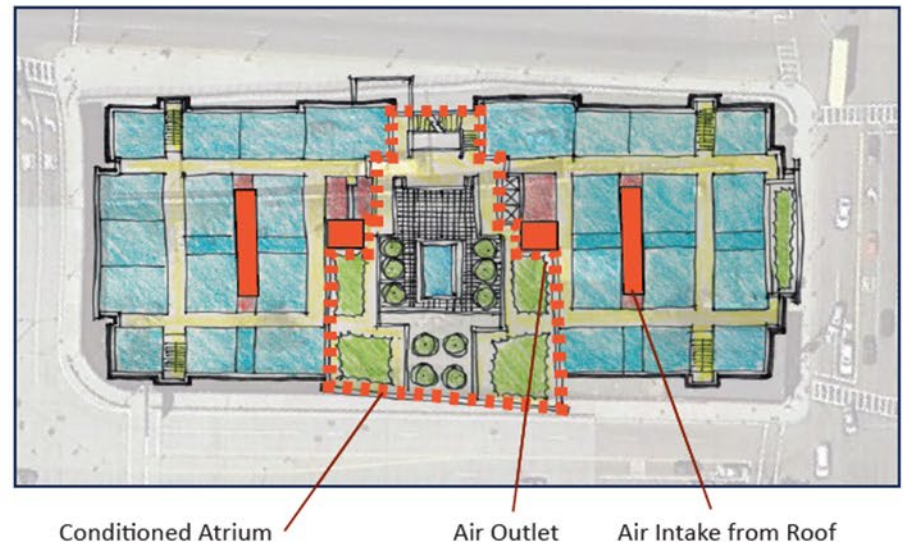 Conditioned Atrium
Air Outlet
Air Intake from Roof